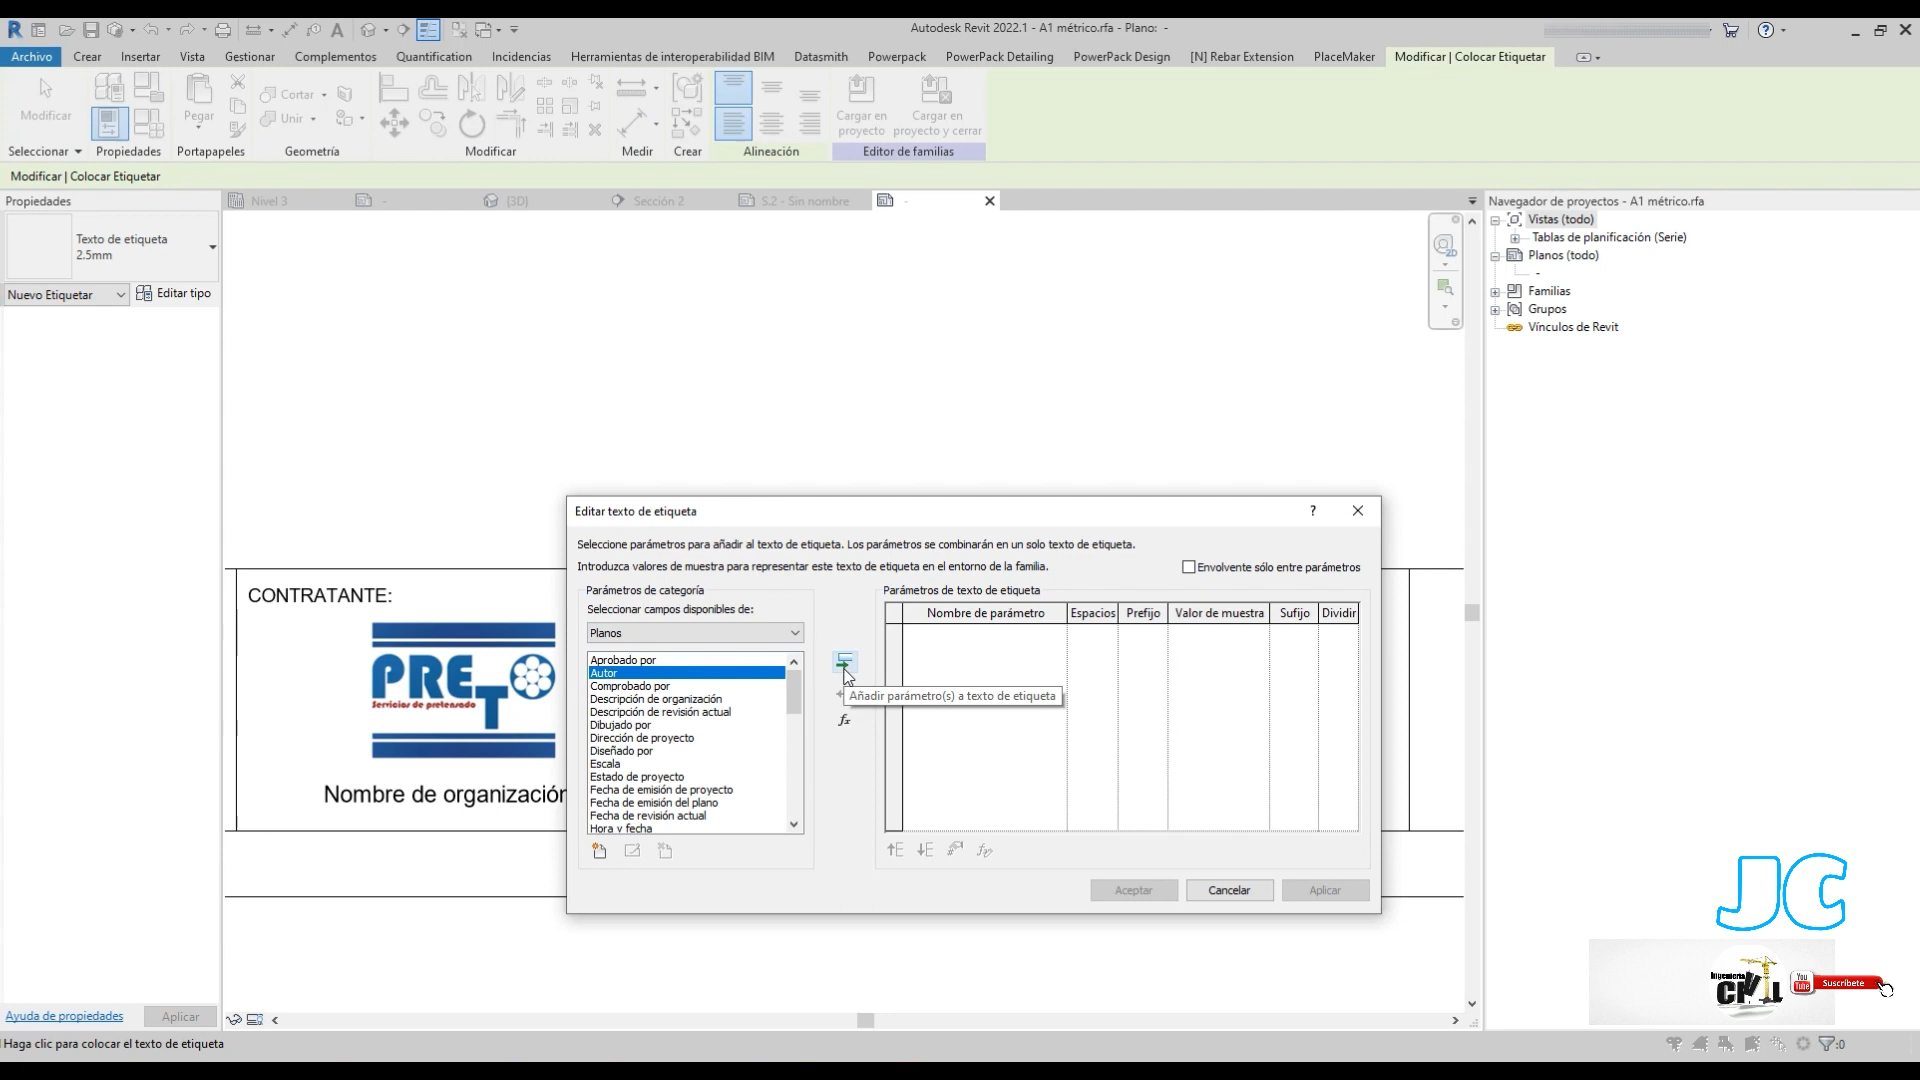 Autodesk Revit 2022.1 - A1 métrico.rfa - Plano:  -
Archivo Crear Insertar Vista Gestionar Complementos Quantification Incidencias Herramientas de interoperabilidad BIM Datasmith Powerpack PowerPack Detailing PowerPack Design [N] Rebar Extension PlaceMaker Modificar | Colocar Etiquetar
Modificar
Pegar
Cortar
Unir
Cargar en proyecto
Cargar en proyecto y cerrar
Seleccionar Propiedades Portapapeles Geometría Modificar Medir Crear Alineación Editor de familias
Modificar | Colocar Etiquetar
Propiedades
Nivel 3 - {3D} Sección 2 S.2 - Sin nombre -
Navegador de proyectos - A1 métrico.rfa
Texto de etiqueta
2.5mm
Nuevo Etiquetar Editar tipo
2D
Vistas (todo)
Tablas de planificación (Serie)
Planos (todo)
-
Familias
Grupos
Vínculos de Revit
CONTRATANTE:
PRETO
Servicios de pretensado
Nombre de organización
Editar texto de etiqueta
?
Seleccione parámetros para añadir al texto de etiqueta. Los parámetros se combinarán en un solo texto de etiqueta.
Introduzca valores de muestra para representar este texto de etiqueta en el entorno de la familia.
Envolvente sólo entre parámetros
Parámetros de categoría
Seleccionar campos disponibles de:
Planos
Aprobado por
Autor
Comprobado por
Descripción de organización
Descripción de revisión actual
Dibujado por
Dirección de proyecto
Diseñado por
Escala
Estado de proyecto
Fecha de emisión de proyecto
Fecha de emisión del plano
Fecha de revisión actual
Hora y fecha
Añadir parámetro(s) a texto de etiqueta
fx
Parámetros de texto de etiqueta
Nombre de parámetro Espacios Prefijo Valor de muestra Sufijo Dividir
Aceptar Cancelar Aplicar
JC
Ingeniería
CIVIL
You Tube
Suscríbete
Ayuda de propiedades Aplicar
Haga clic para colocar el texto de etiqueta
:0